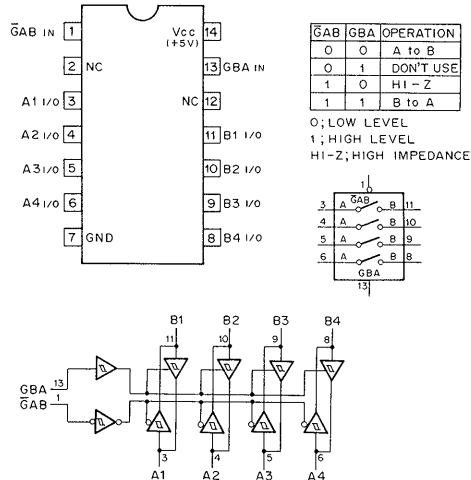 G̅AB IN 1
14 Vcc (+5V)
2 NC
13 GBA IN
A1 I/O 3
NC 12
A2 I/O 4
11 B1 I/O
A3 I/O 5
10 B2 I/O
A4 I/O 6
9 B3 I/O
7 GND
8 B4 I/O
G̅AB GBA OPERATION
0 0 A to B
0 1 DON'T USE
1 0 HI-Z
1 1 B to A
0; LOW LEVEL
1; HIGH LEVEL
HI-Z; HIGH IMPEDANCE
1
G̅AB
3 A B 11
4 A B 10
5 A B 9
6 A B 8
GBA
13
B1 B2 B3 B4
11 10 9 8
GBA 13
G̅AB 1
3 4 5 6
A1 A2 A3 A4